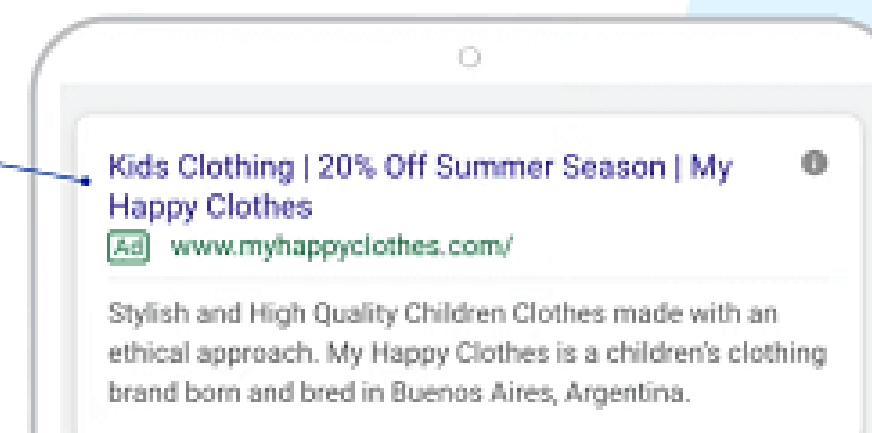 Kids Clothing | 20% Off Summer Season | My
Happy Clothes
Ad www.myhappyclothes.com/
Stylish and High Quality Children Clothes made with an
ethical approach. My Happy Clothes is a children's clothing
brand born and bred in Buenos Aires, Argentina.